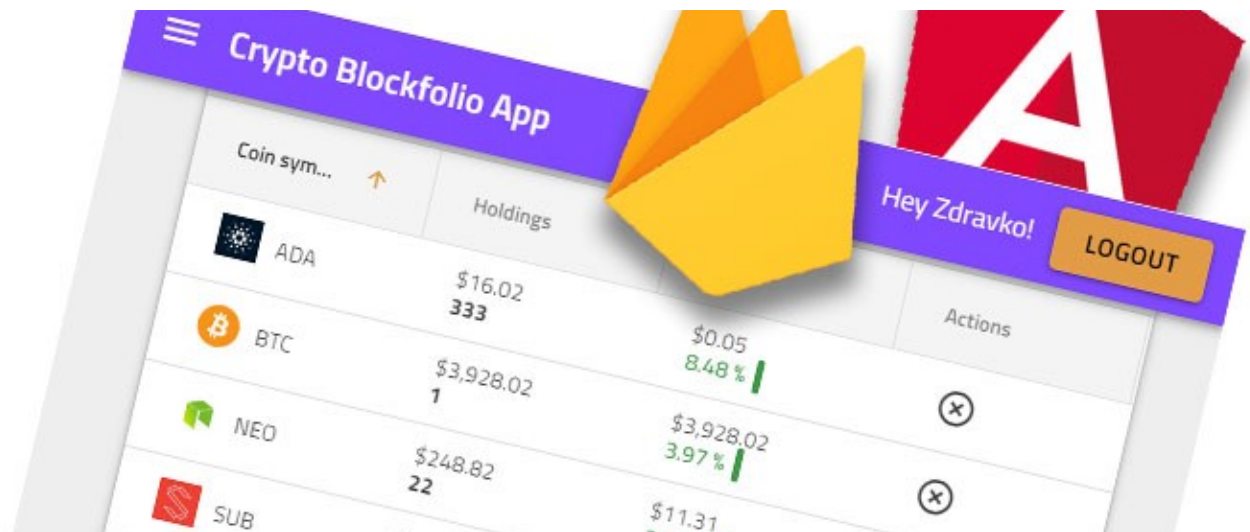 Crypto Blockfolio App
Hey Zdravko!
LOGOUT
Coin sym...
Holdings
Actions
ADA
$16.02
333
$0.05
8.48 %
BTC
$3,928.02
1
$3,928.02
3.97 %
NEO
$248.82
22
$11.31
SUB